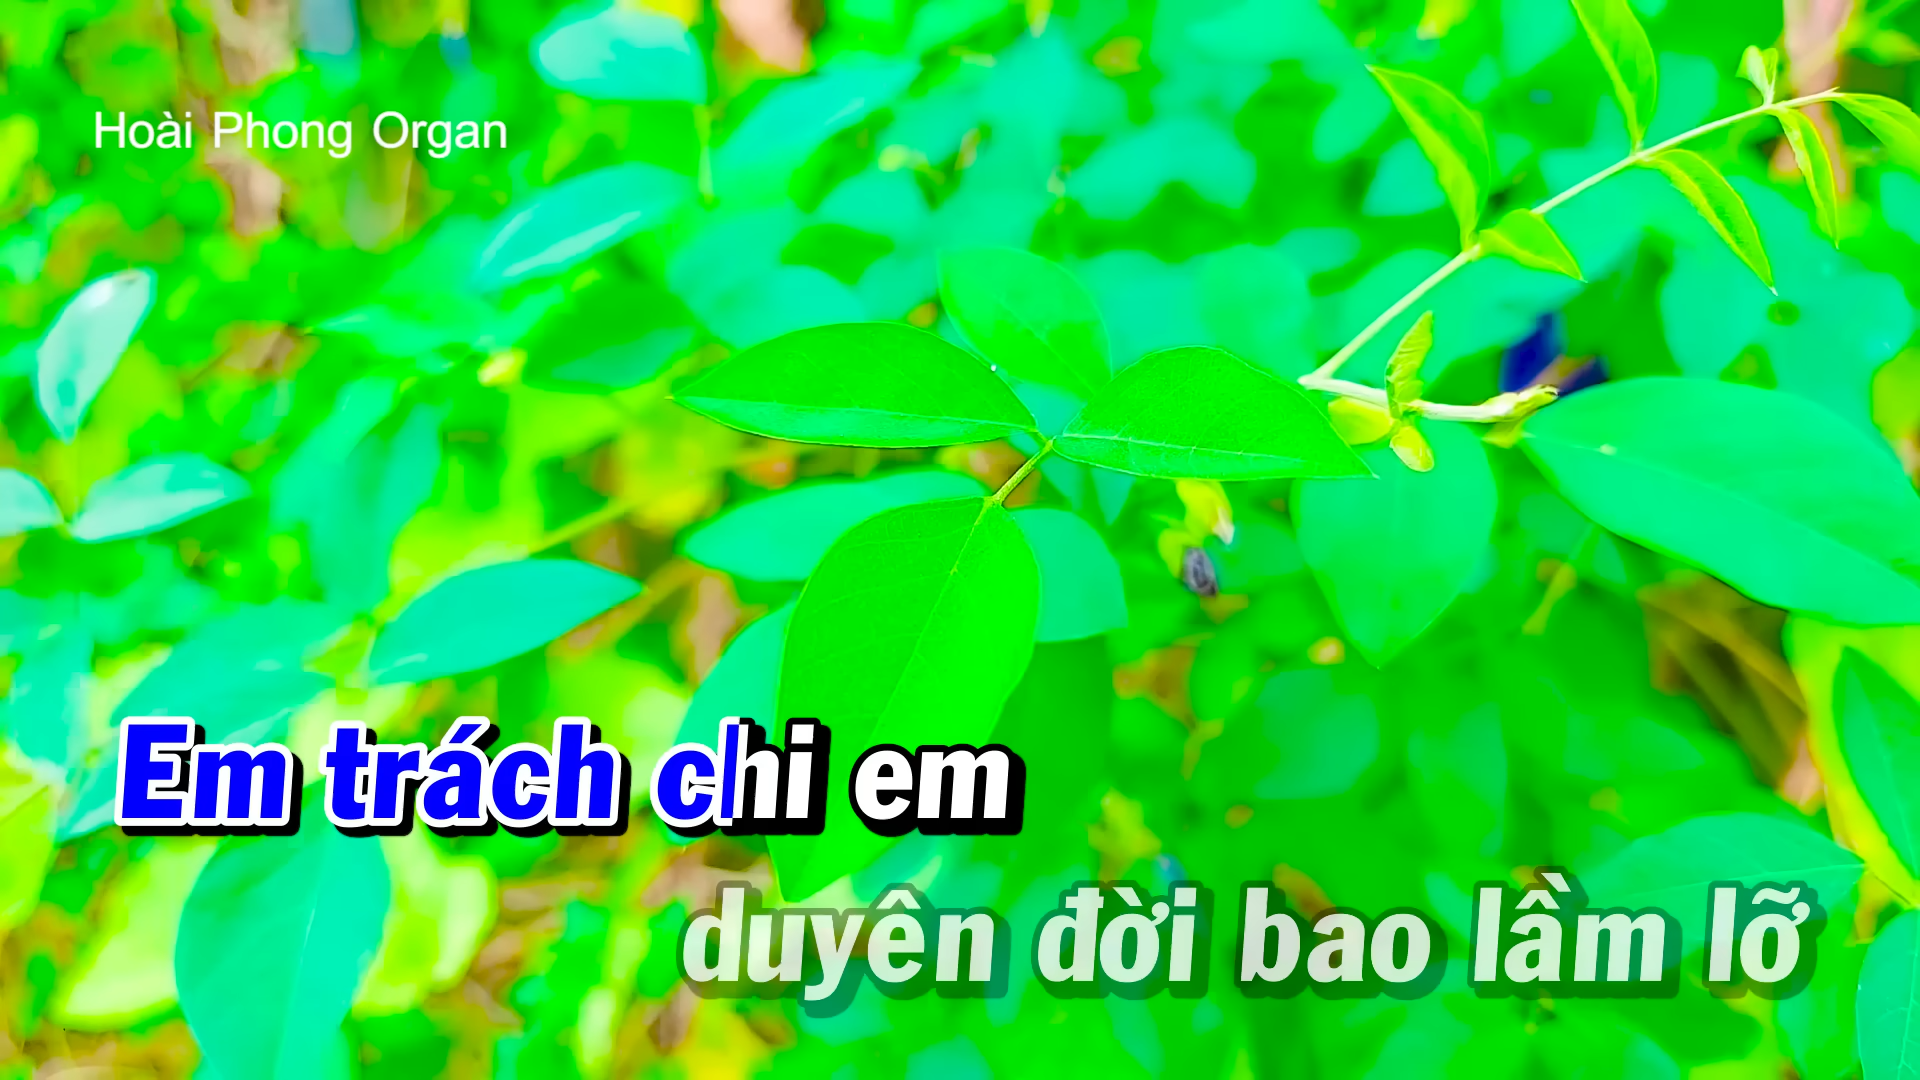 Hoài Phong Organ
Em trách chi em
duyên đời bao lầm lỡ